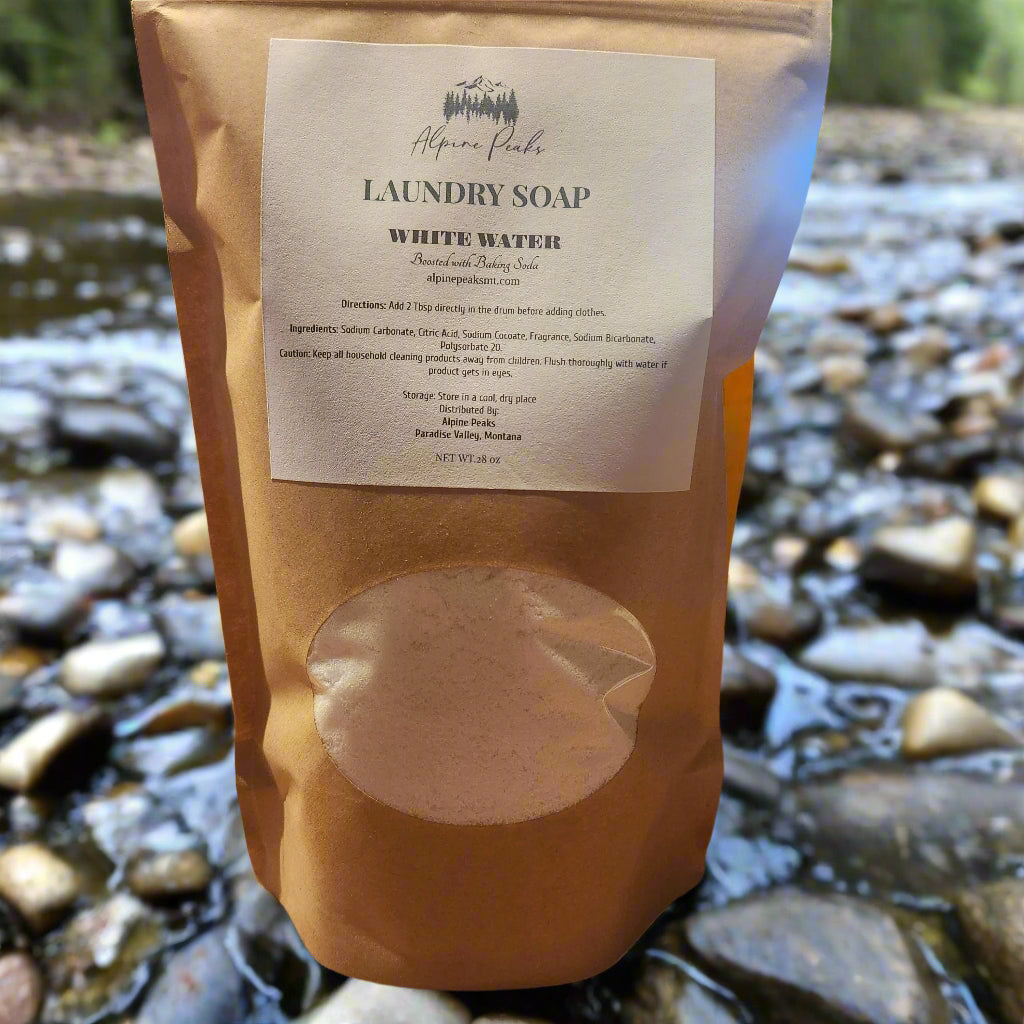 Alpine Peaks
LAUNDRY SOAP
WHITE WATER
Boosted with Baking Soda
alpinepeaksmt.com
Directions: Add 2 Tbsp directly in the drum before adding clothes.
Ingredients: Sodium Carbonate, Citric Acid, Sodium Cocoate, Fragrance, Sodium Bicarbonate,
Polysorbate 20.
Caution: Keep all household cleaning products away from children. Flush thoroughly with water if
product gets in eyes.
Storage: Store in a cool, dry place
Distributed By:
Alpine Peaks
Paradise Valley, Montana
NET WT.28 oz